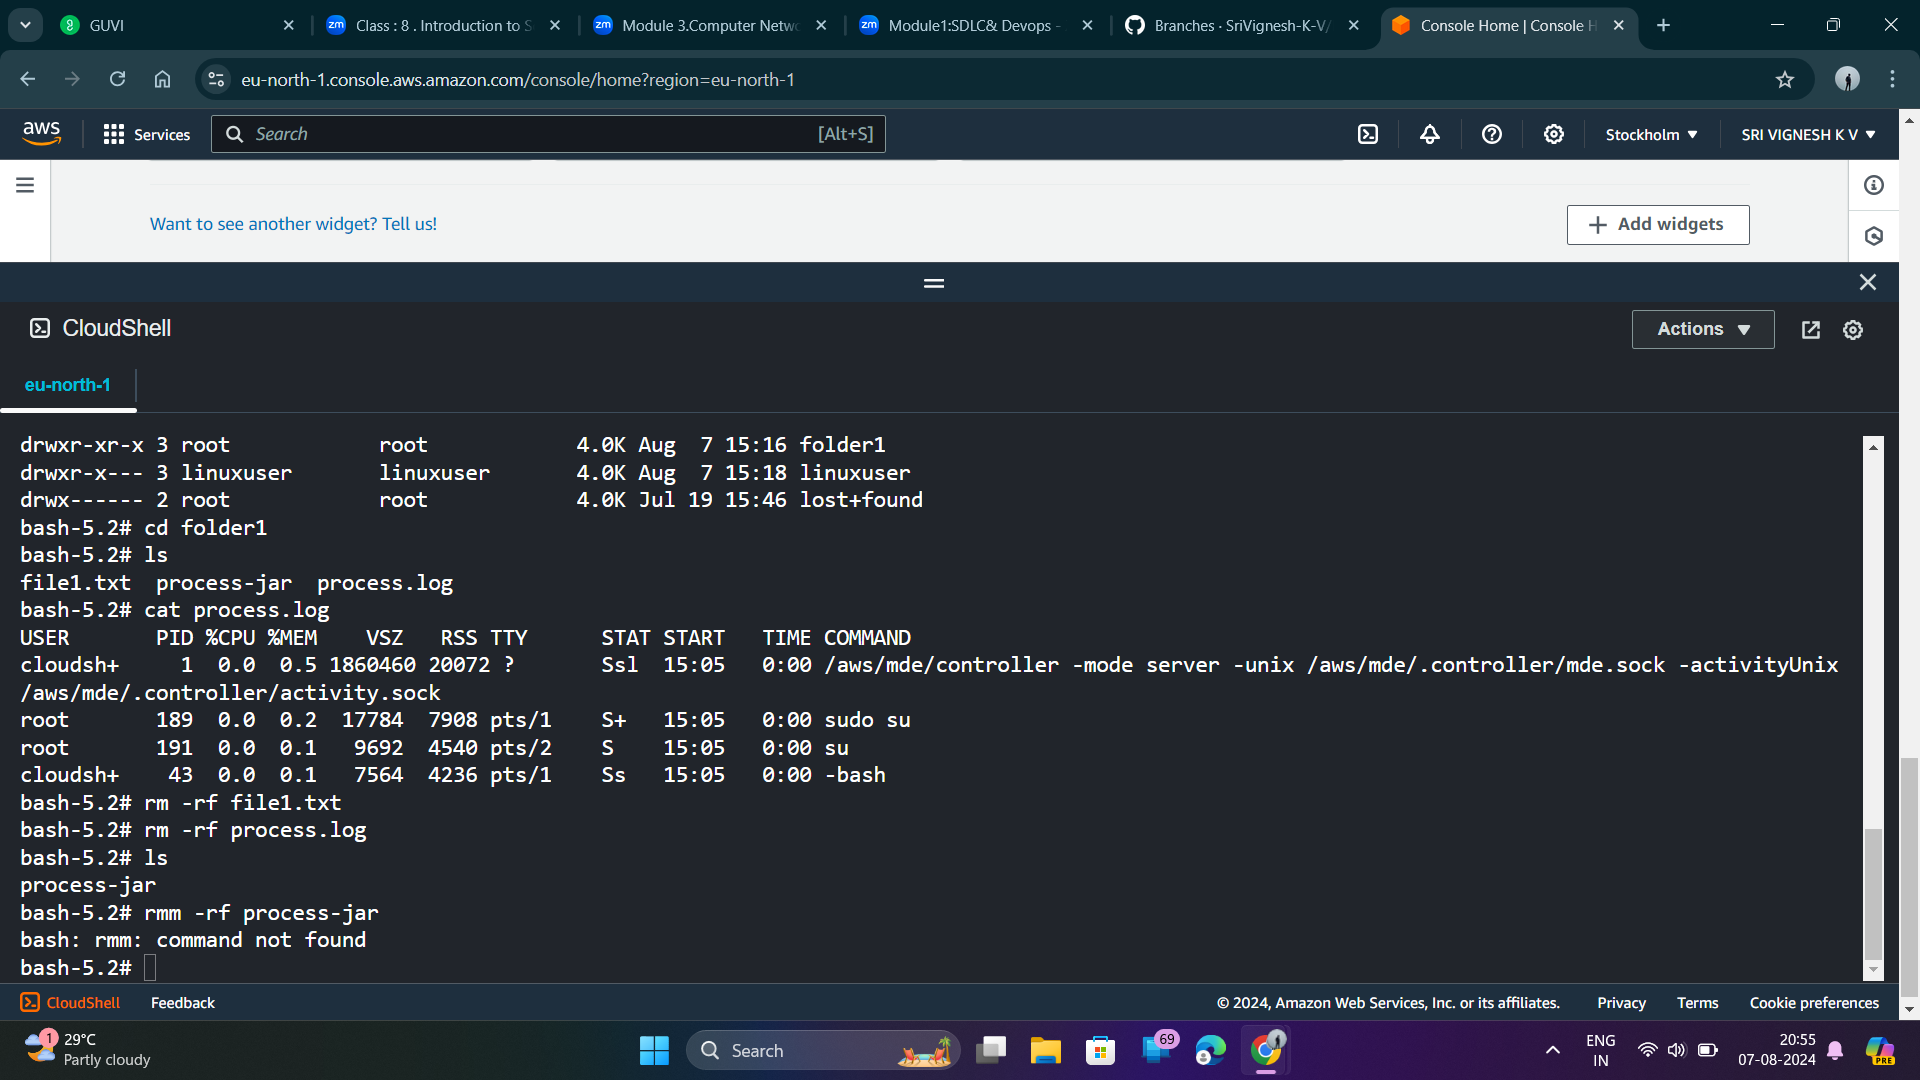 GUVI
Class : 8 . Introduction to S
Module 3.Computer Netwo
Module1:SDLC& Devops -
Branches · SriVignesh-K-V/
Console Home | Console H
eu-north-1.console.aws.amazon.com/console/home?region=eu-north-1
aws
Services
Search
[Alt+S]
Stockholm
SRI VIGNESH K V
Want to see another widget? Tell us!
Add widgets
CloudShell
Actions
eu-north-1
drwxr-xr-x 3 root            root            4.0K Aug  7 15:16 folder1
drwxr-x--- 3 linuxuser       linuxuser       4.0K Aug  7 15:18 linuxuser
drwx------ 2 root            root            4.0K Jul 19 15:46 lost+found
bash-5.2# cd folder1
bash-5.2# ls
file1.txt  process-jar  process.log
bash-5.2# cat process.log
USER       PID %CPU %MEM    VSZ   RSS TTY      STAT START   TIME COMMAND
cloudsh+     1  0.0  0.5 1860460 20072 ?       Ssl  15:05   0:00 /aws/mde/controller -mode server -unix /aws/mde/.controller/mde.sock -activityUnix
/aws/mde/.controller/activity.sock
root       189  0.0  0.2  17784  7908 pts/1    S+   15:05   0:00 sudo su
root       191  0.0  0.1   9692  4540 pts/2    S    15:05   0:00 su
cloudsh+    43  0.0  0.1   7564  4236 pts/1    Ss   15:05   0:00 -bash
bash-5.2# rm -rf file1.txt
bash-5.2# rm -rf process.log
bash-5.2# ls
process-jar
bash-5.2# rmm -rf process-jar
bash: rmm: command not found
bash-5.2#
CloudShell
Feedback
© 2024, Amazon Web Services, Inc. or its affiliates.
Privacy
Terms
Cookie preferences
1
29°C
Partly cloudy
Search
69
PRE
ENG
IN
20:55
07-08-2024